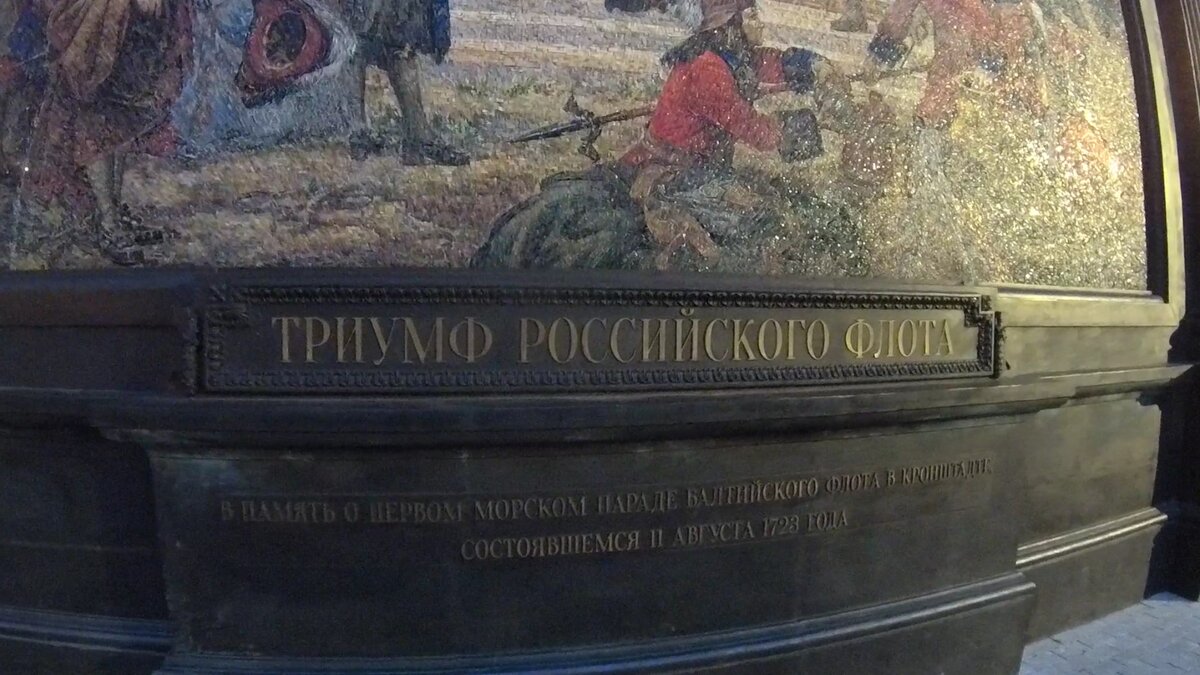 ТРИУМФ РОССИЙСКОГО ФЛОТА
В ПАМЯТЬ О ПЕРВОМ МОРСКОМ ПАРАДЕ БАЛТИЙСКОГО ФЛОТА В КРОНШТАДТЕ,
СОСТОЯВШЕМСЯ 11 АВГУСТА 1723 ГОДА